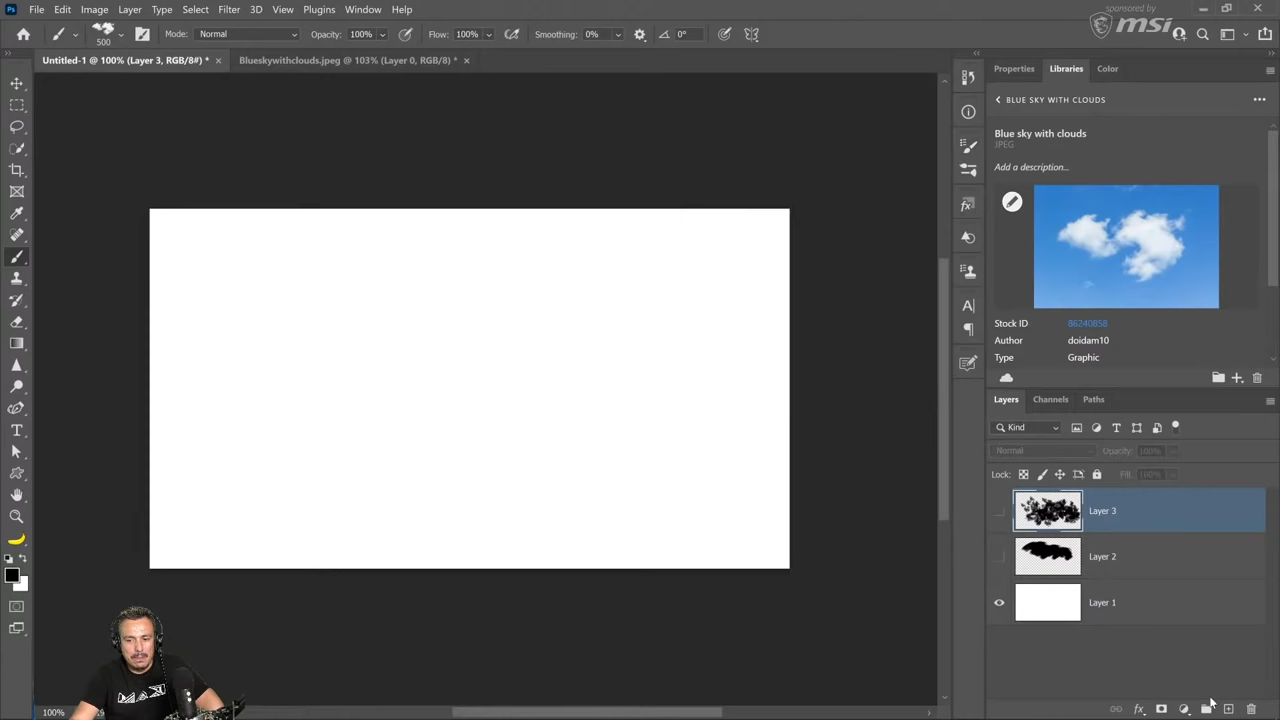 Ps File Edit Image Layer Type Select Filter 3D View Plugins Window Help
sponsored by
msi
500 Mode: Normal Opacity: 100% Flow: 100% Smoothing: 0% 0°
Untitled-1 @ 100% (Layer 3, RGB/8#) * × Blueskywithclouds.jpeg @ 103% (Layer 0, RGB/8) * ×
Properties Libraries Color
BLUE SKY WITH CLOUDS
Blue sky with clouds
JPEG
Add a description...
Stock ID 86240858
Author doidam10
Type Graphic
Layers Channels Paths
Kind
Normal Opacity: 100%
Lock: Fill: 100%
Layer 3
Layer 2
Layer 1
MAX
100%